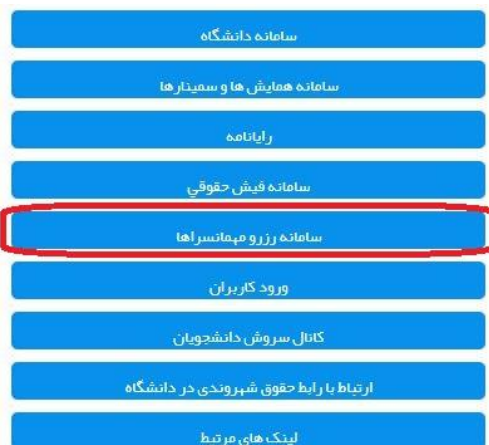 سامانه دانشگاه
سامانه همایش ها و سمینارها
رایانامه
سامانه فیش حقوقي
سامانه رزرو مهمانسراها
ورود کاربران
کانال سروش دانشجویان
ارتباط با رابط حقوق شهروندی در دانشگاه
لینک های مرتبط